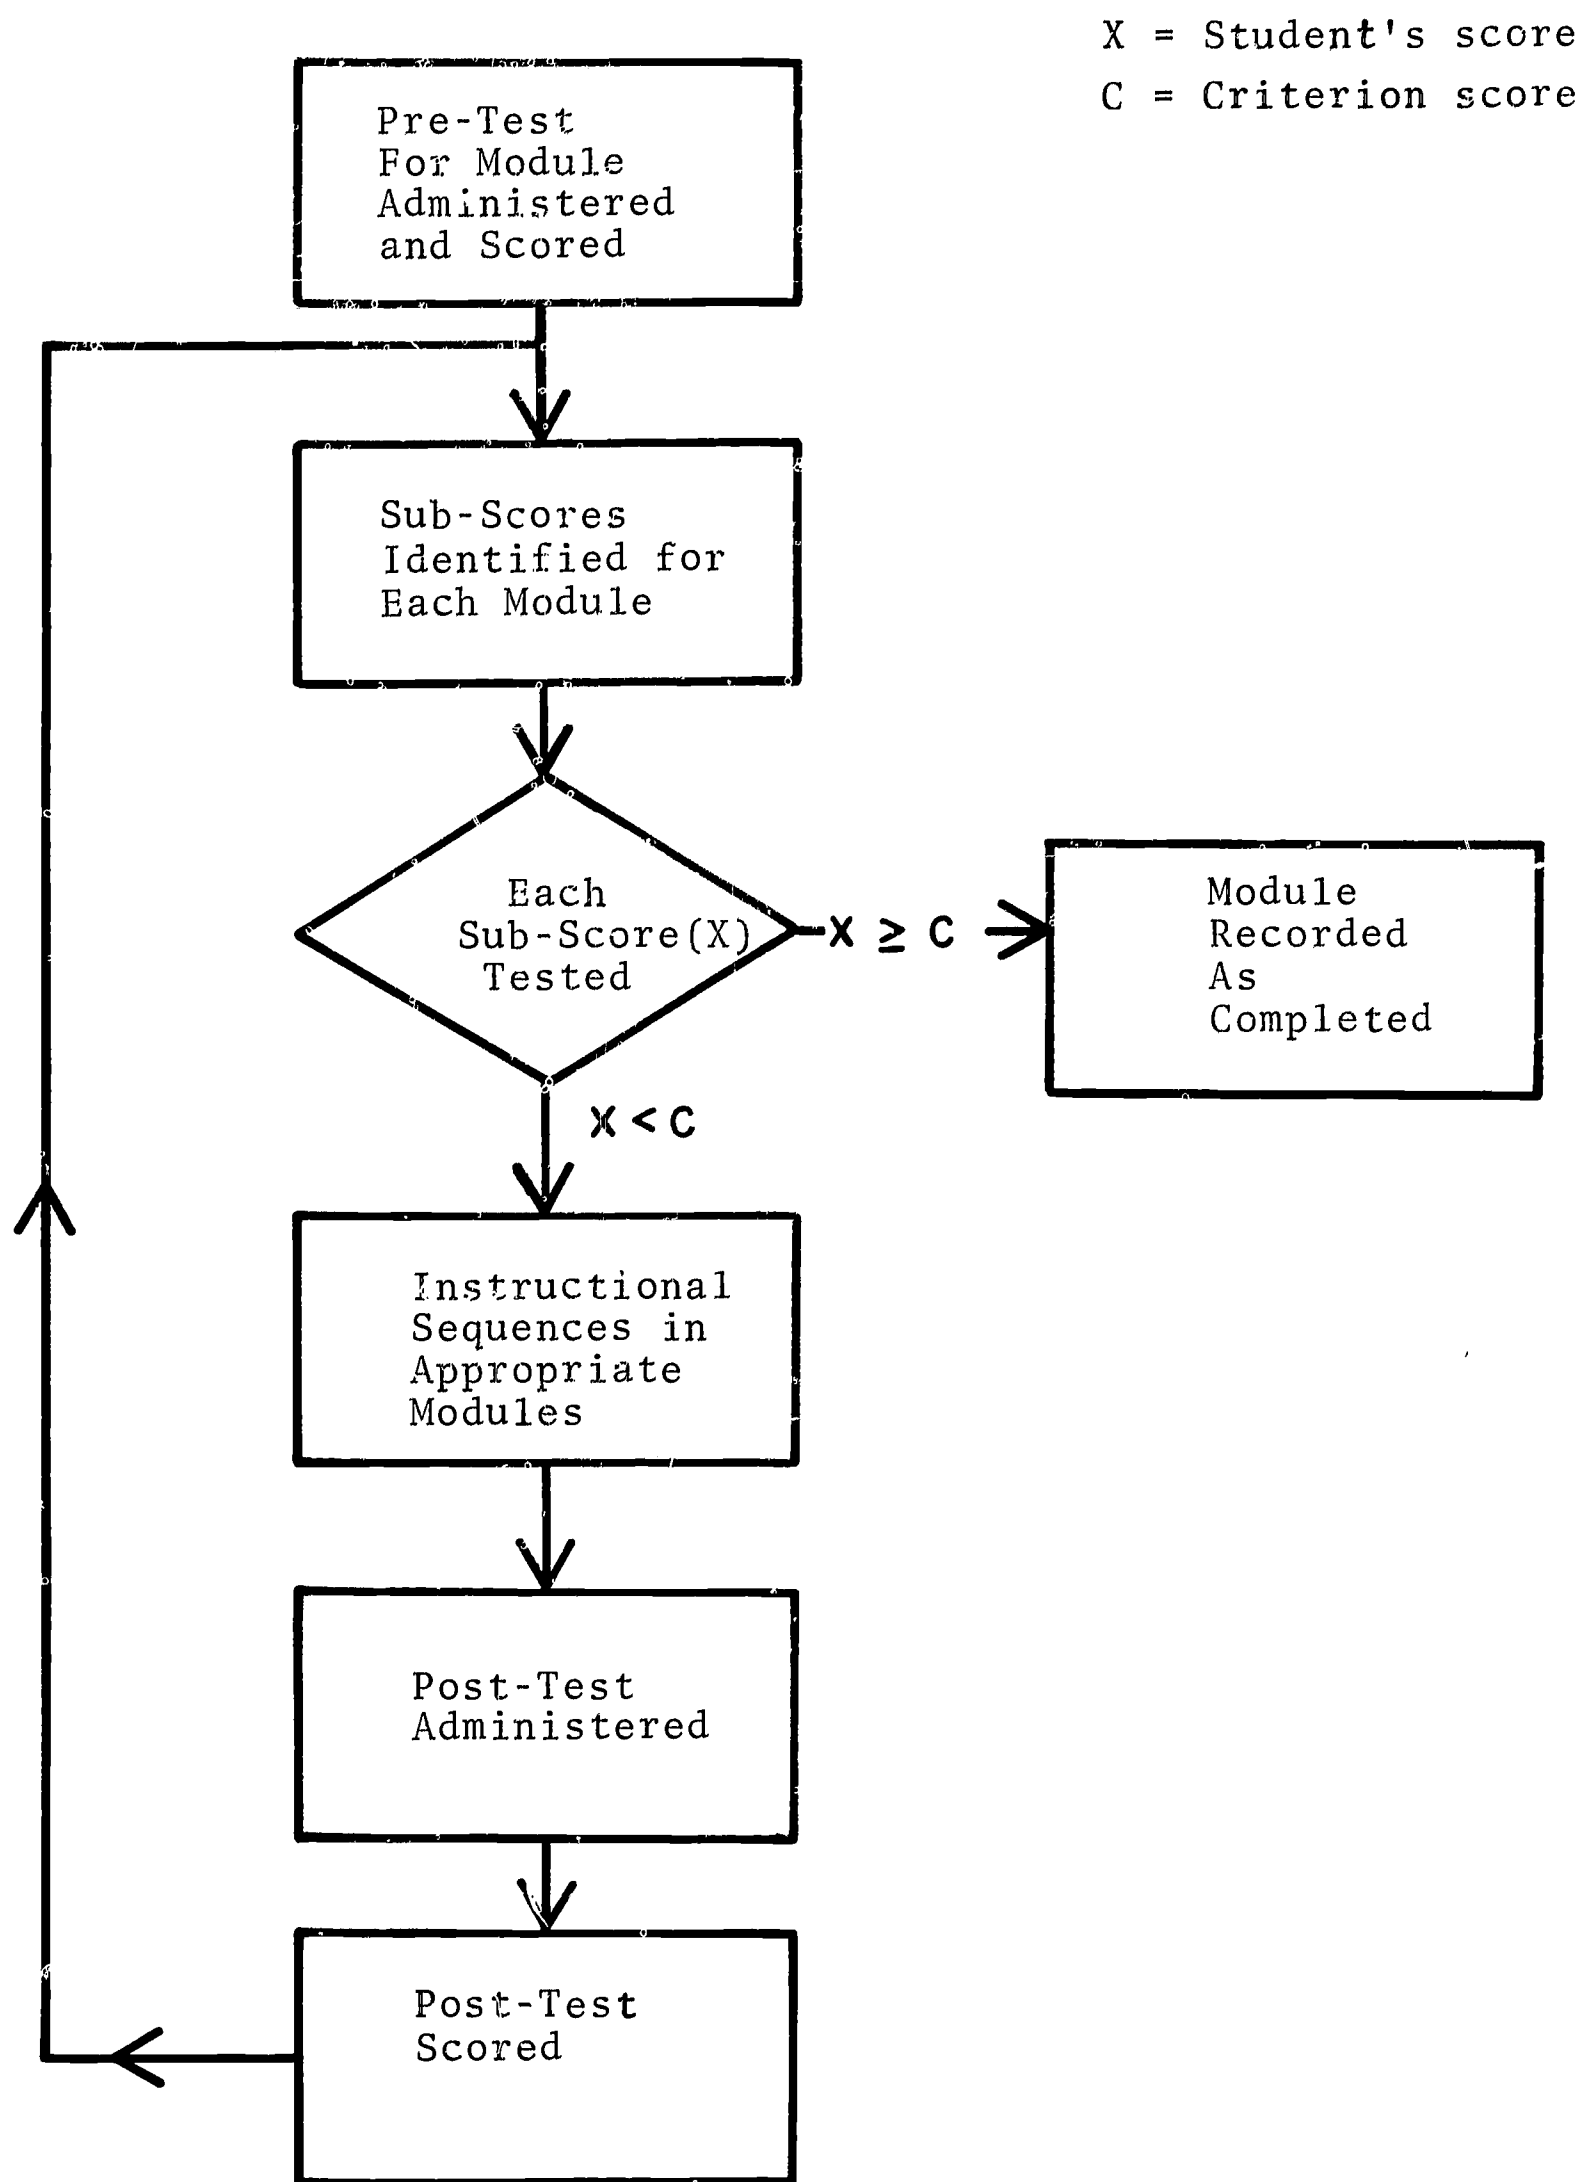 X = Student's score
C = Criterion score
Pre-Test
For Module
Administered
and Scored
Sub-Scores
Identified for
Each Module
Each
Sub-Score(X)
Tested
X ≥ C
Module
Recorded
As
Completed
X < C
Instructional
Sequences in
Appropriate
Modules
Post-Test
Administered
Post-Test
Scored